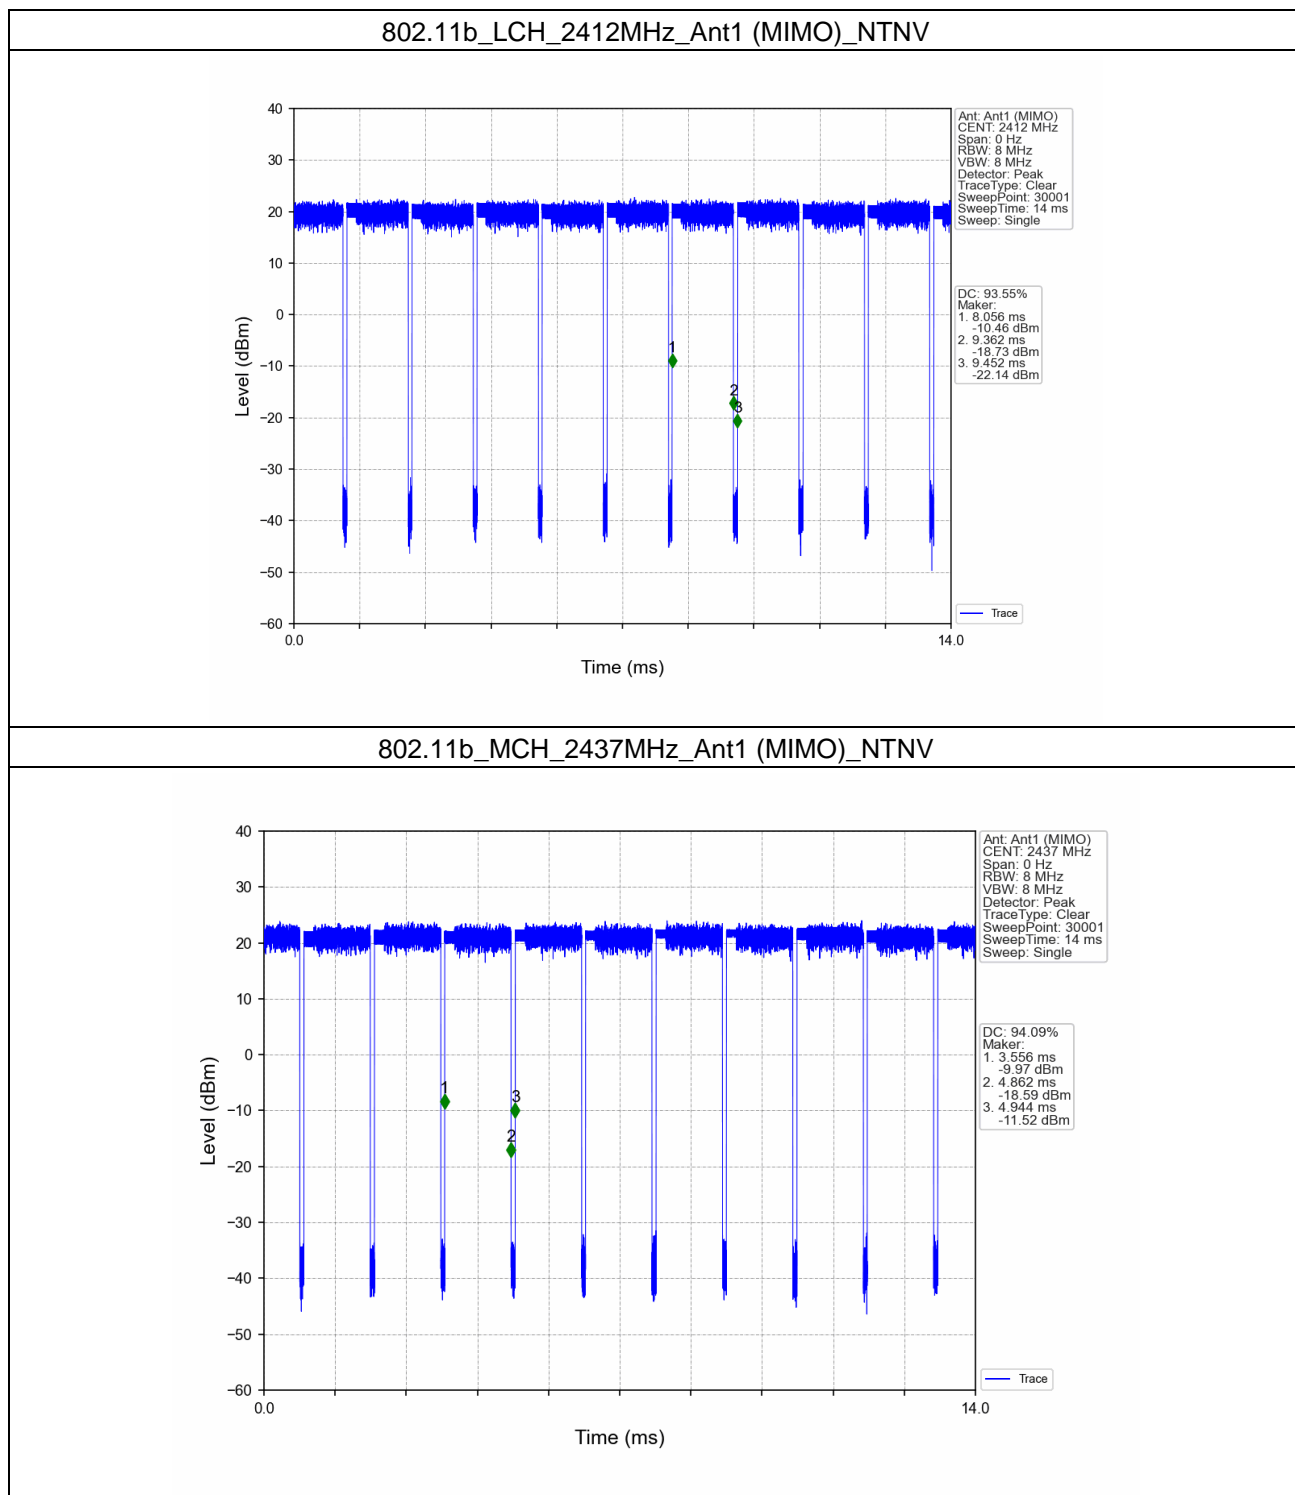 802.11b_LCH_2412MHz_Ant1 (MIMO)_NTNV
40
30
20
10
0
−10
−20
−30
−40
−50
−60
Level (dBm)
0.0
14.0
Time (ms)
1
2
3
Ant: Ant1 (MIMO)
CENT: 2412 MHz
Span: 0 Hz
RBW: 8 MHz
VBW: 8 MHz
Detector: Peak
TraceType: Clear
SweepPoint: 30001
SweepTime: 14 ms
Sweep: Single
DC: 93.55%
Maker:
1. 8.056 ms
-10.46 dBm
2. 9.362 ms
-18.73 dBm
3. 9.452 ms
-22.14 dBm
Trace
802.11b_MCH_2437MHz_Ant1 (MIMO)_NTNV
40
30
20
10
0
−10
−20
−30
−40
−50
−60
Level (dBm)
0.0
14.0
Time (ms)
1
3
2
Ant: Ant1 (MIMO)
CENT: 2437 MHz
Span: 0 Hz
RBW: 8 MHz
VBW: 8 MHz
Detector: Peak
TraceType: Clear
SweepPoint: 30001
SweepTime: 14 ms
Sweep: Single
DC: 94.09%
Maker:
1. 3.556 ms
-9.97 dBm
2. 4.862 ms
-18.59 dBm
3. 4.944 ms
-11.52 dBm
Trace